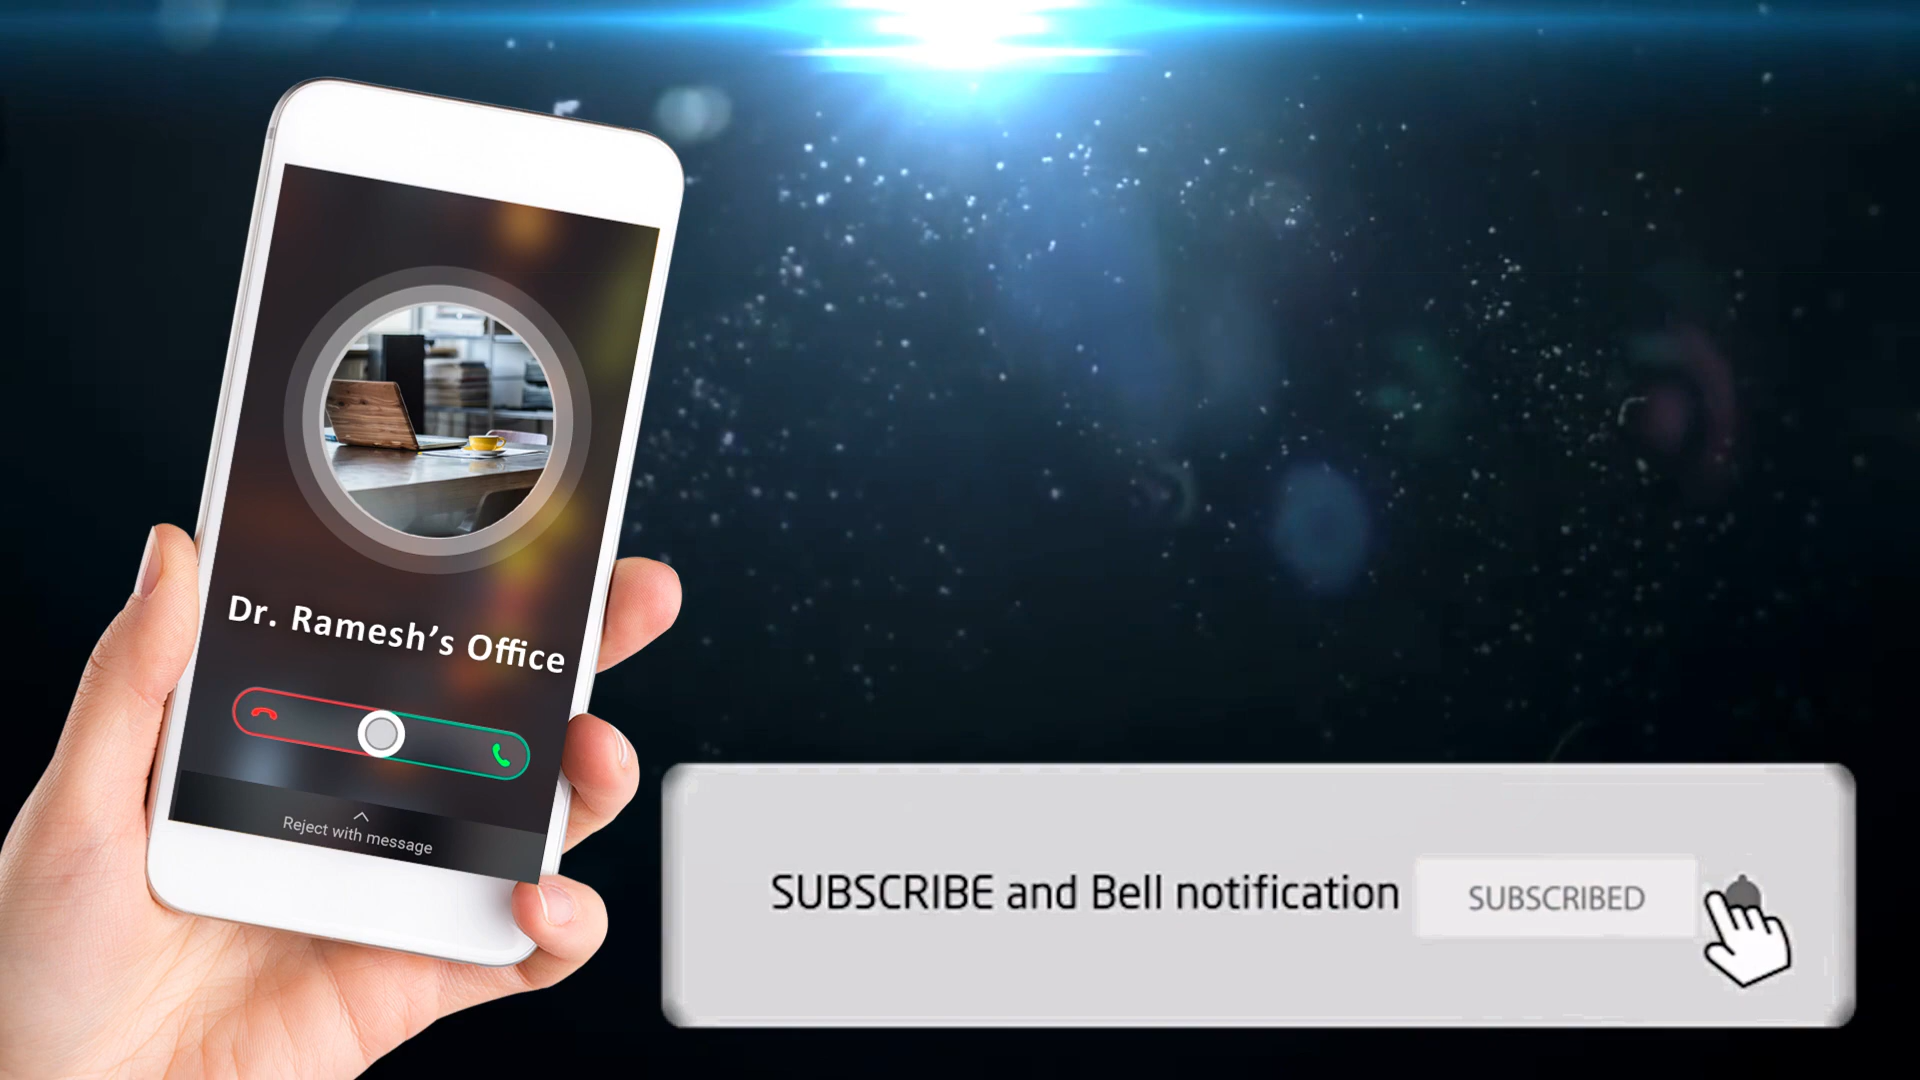 Dr. Ramesh’s Office
Reject with message
SUBSCRIBE and Bell notification
SUBSCRIBED